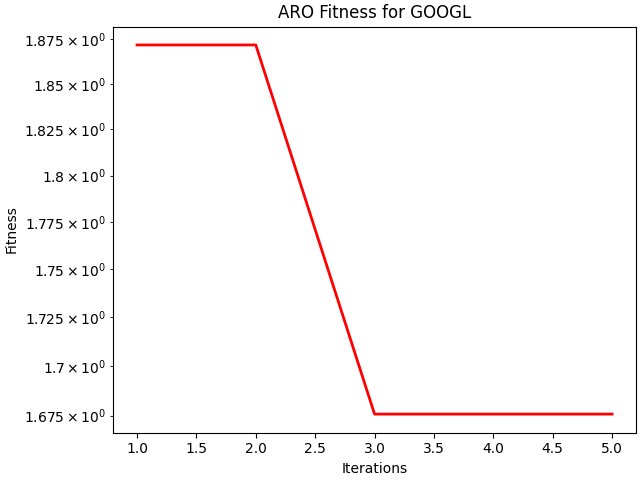 ARO Fitness for GOOGL
1.875 × 10⁰
1.85 × 10⁰
1.825 × 10⁰
1.8 × 10⁰
1.775 × 10⁰
1.75 × 10⁰
1.725 × 10⁰
1.7 × 10⁰
1.675 × 10⁰
Fitness
1.0 1.5 2.0 2.5 3.0 3.5 4.0 4.5 5.0
Iterations